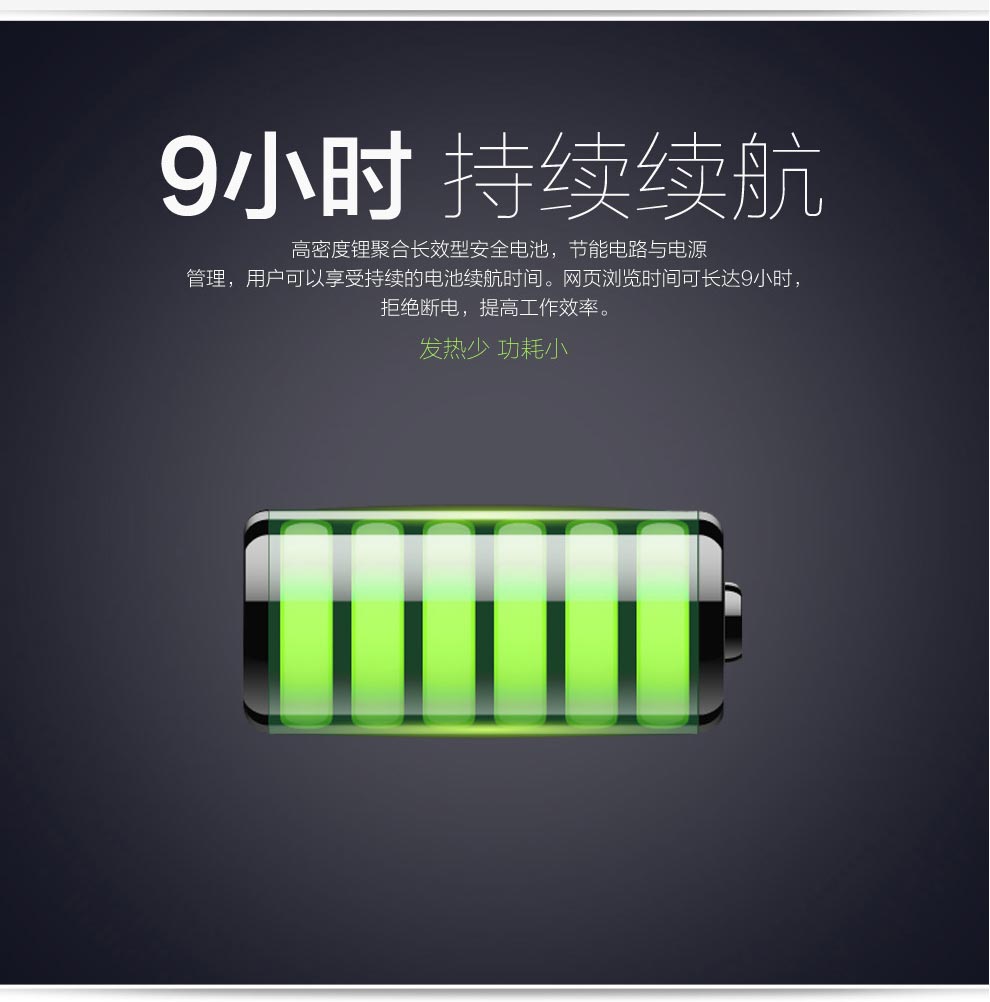 9小时 持续续航
高密度锂聚合长效型安全电池，节能电路与电源
管理，用户可以享受持续的电池续航时间。网页浏览时间可长达9小时，
拒绝断电，提高工作效率。
发热少 功耗小